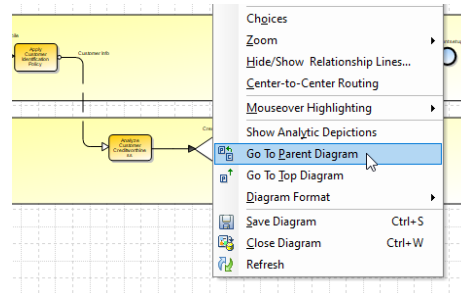 Apply
Customer
Identification
Policy
Customer Info
Analyze
Customer
Creditworthine
ss
Choices
Zoom
Hide/Show Relationship Lines...
Center-to-Center Routing
Mouseover Highlighting
Show Analytic Depictions
Go To Parent Diagram
Go To Top Diagram
Diagram Format
Save Diagram Ctrl+S
Close Diagram Ctrl+W
Refresh